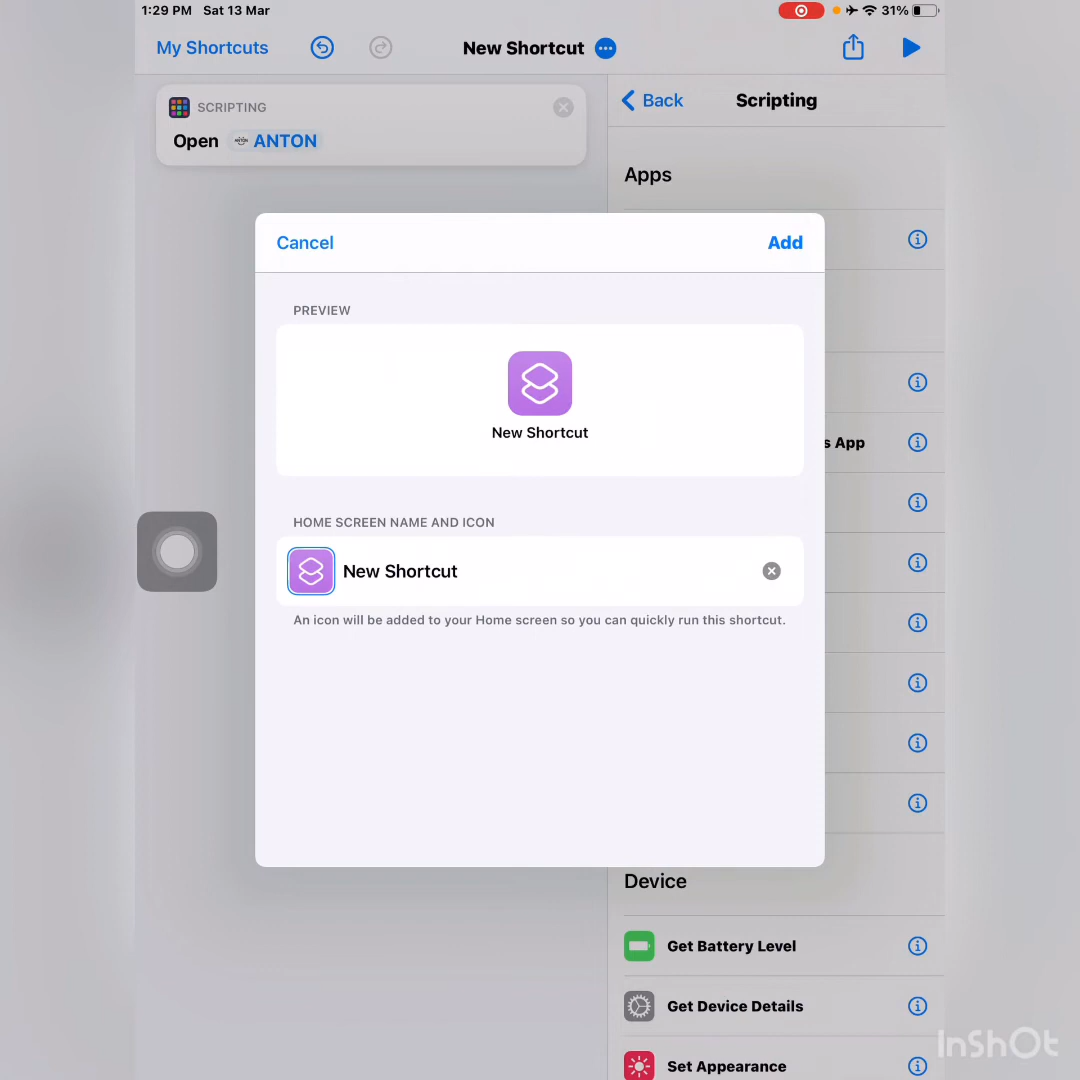 1:29 PM Sat 13 Mar
31%
My Shortcuts
New Shortcut
SCRIPTING
Open ANTON ANTON
Back
Scripting
Apps
Cancel
Add
PREVIEW
New Shortcut
s App
HOME SCREEN NAME AND ICON
New Shortcut
An icon will be added to your Home screen so you can quickly run this shortcut.
Device
Get Battery Level
Get Device Details
Set Appearance
InShOt